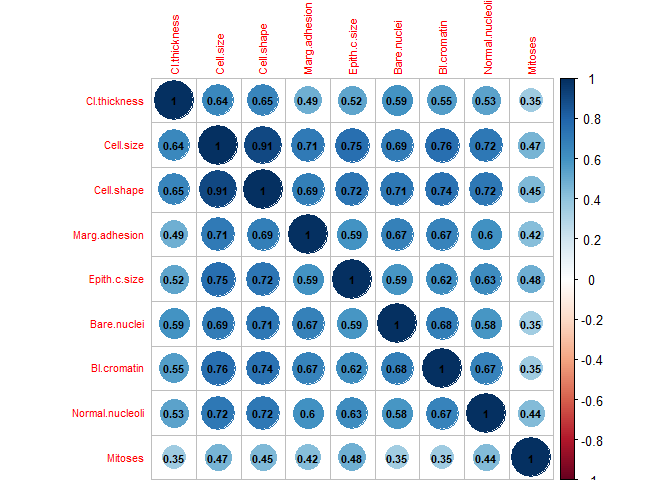 Cl.thickness
Cell.size
Cell.shape
Marg.adhesion
Epith.c.size
Bare.nuclei
Bl.cromatin
Normal.nucleoli
Mitoses
Cl.thickness 1 0.64 0.65 0.49 0.52 0.59 0.55 0.53 0.35
Cell.size 0.64 1 0.91 0.71 0.75 0.69 0.76 0.72 0.47
Cell.shape 0.65 0.91 1 0.69 0.72 0.71 0.74 0.72 0.45
Marg.adhesion 0.49 0.71 0.69 1 0.59 0.67 0.67 0.6 0.42
Epith.c.size 0.52 0.75 0.72 0.59 1 0.59 0.62 0.63 0.48
Bare.nuclei 0.59 0.69 0.71 0.67 0.59 1 0.68 0.58 0.35
Bl.cromatin 0.55 0.76 0.74 0.67 0.62 0.68 1 0.67 0.35
Normal.nucleoli 0.53 0.72 0.72 0.6 0.63 0.58 0.67 1 0.44
Mitoses 0.35 0.47 0.45 0.42 0.48 0.35 0.35 0.44 1
1
0.8
0.6
0.4
0.2
0
-0.2
-0.4
-0.6
-0.8
-1